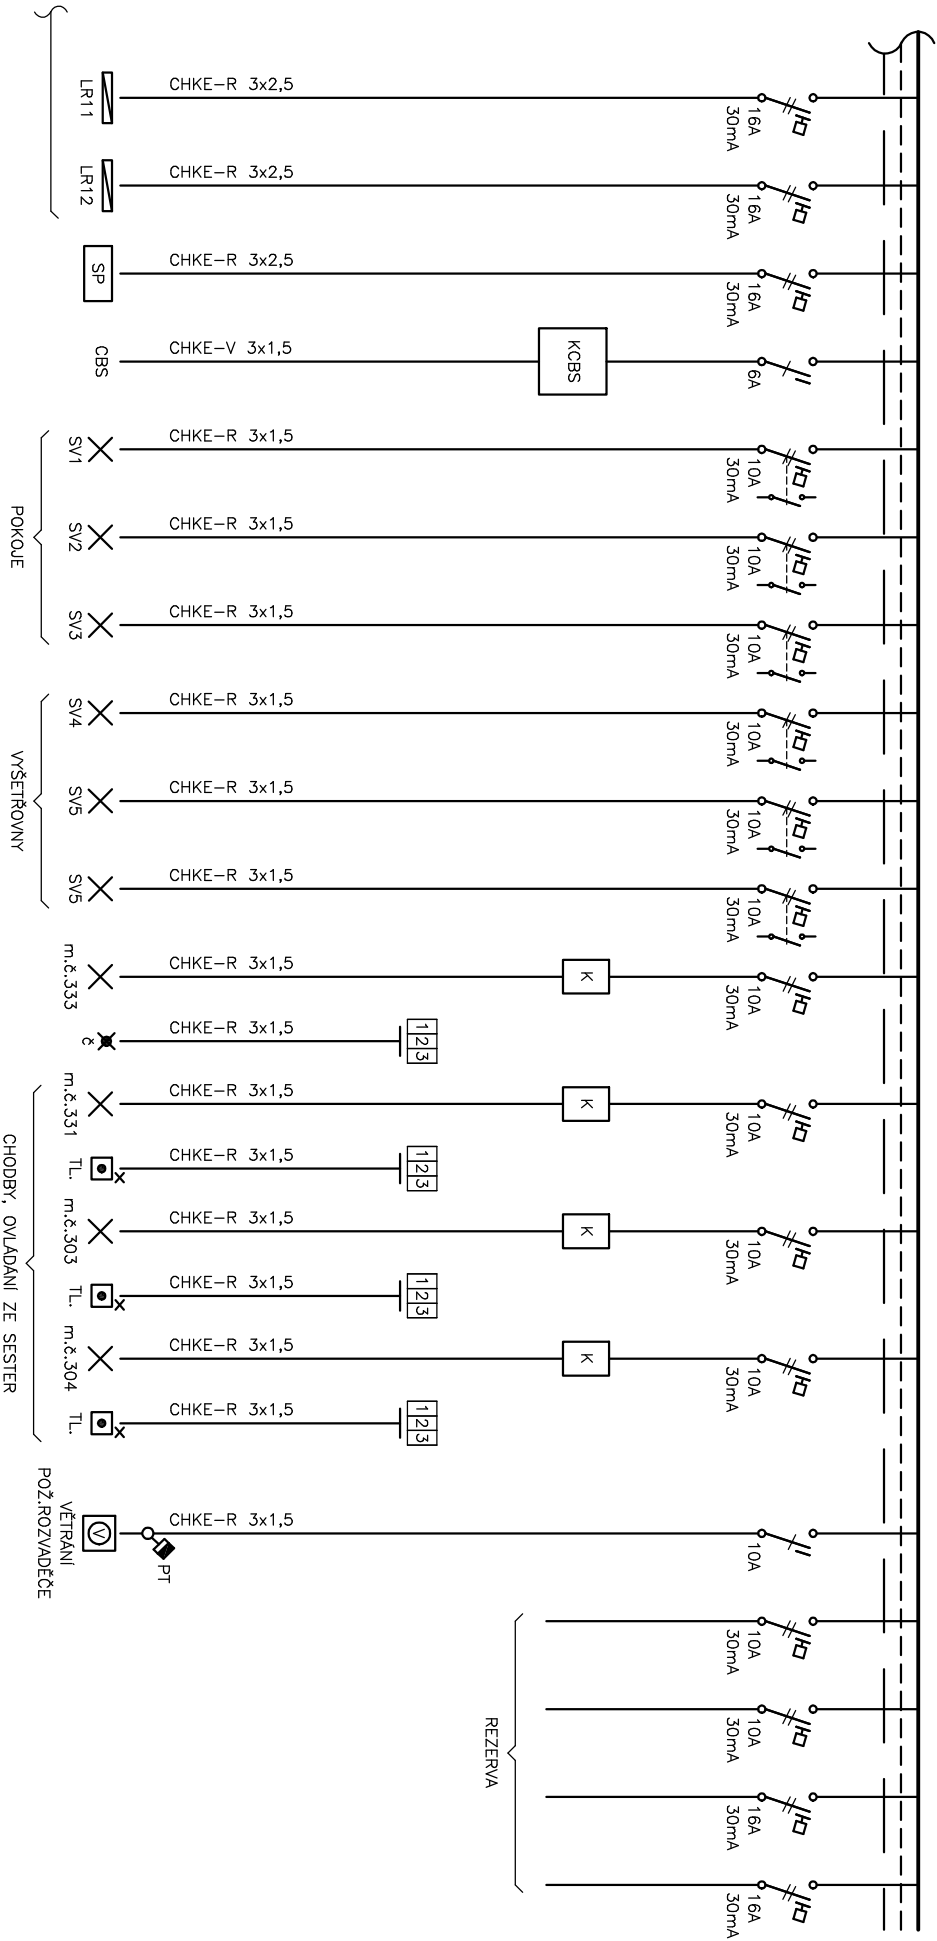 CHKE-R 3x2,5
16A
30mA
LR11
CHKE-R 3x2,5
16A
30mA
LR12
CHKE-R 3x2,5
16A
30mA
SP
CHKE-V 3x1,5
KCBS
6A
CBS
CHKE-R 3x1,5
10A
30mA
SV1
CHKE-R 3x1,5
10A
30mA
SV2
POKOJE
CHKE-R 3x1,5
10A
30mA
SV3
CHKE-R 3x1,5
10A
30mA
SV4
CHKE-R 3x1,5
10A
30mA
SV5
VYŠETŘOVNY
CHKE-R 3x1,5
10A
30mA
SV5
CHKE-R 3x1,5
K
10A
30mA
m.č.333
CHKE-R 3x1,5
1 2 3
č
CHKE-R 3x1,5
K
10A
30mA
m.č.331
CHKE-R 3x1,5
1 2 3
TL.
CHKE-R 3x1,5
K
10A
30mA
m.č.303
CHODBY, OVLÁDÁNÍ ZE SESTER
CHKE-R 3x1,5
1 2 3
TL.
CHKE-R 3x1,5
K
10A
30mA
m.č.304
CHKE-R 3x1,5
1 2 3
TL.
CHKE-R 3x1,5
10A
PT
V
VĚTRÁNÍ
POŽ.ROZVADĚČE
10A
30mA
10A
30mA
REZERVA
16A
30mA
16A
30mA